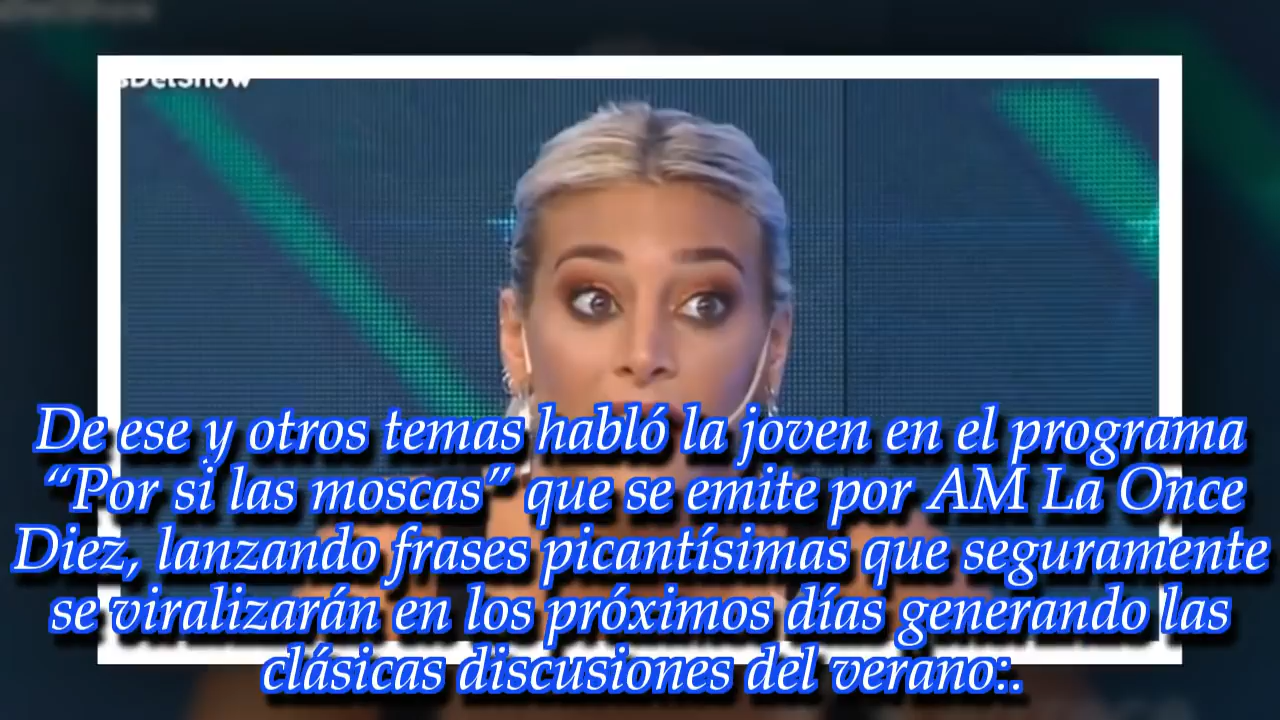 sDelShow
De ese y otros temas habló la joven en el programa
“Por si las moscas” que se emite por AM La Once
Diez, lanzando frases picantísimas que seguramente
se viralizarán en los próximos días generando las
clásicas discusiones del verano:.